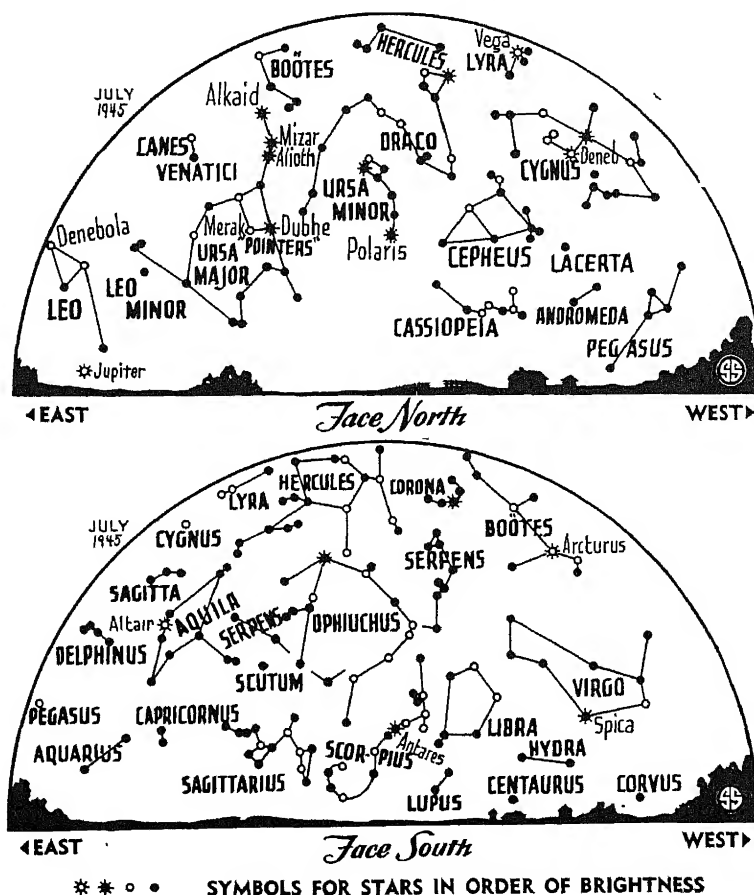 HERCULES
Vega
LYRA
BOÖTES
JULY
1945
Alkaid
CANES
VENATICI
Mizar
Alioth
DRACO
CYGNUS
Deneb
URSA
MINOR
Denebola
Merak
Dubhe
"POINTERS"
URSA
MAJOR
Polaris
CEPHEUS
LACERTA
LEO
LEO
MINOR
CASSIOPEIA
ANDROMEDA
PEGASUS
Jupiter
SS
◄EAST
Face North
WEST►
HERCULES
LYRA
CORONA
JULY
1945
CYGNUS
BOÖTES
Arcturus
SERPENS
SAGITTA
Altair
AQUILA
SERPENS
OPHIUCHUS
DELPHINUS
SCUTUM
VIRGO
PEGASUS
CAPRICORNUS
LIBRA
Spica
AQUARIUS
SCORPIUS
Antares
HYDRA
SAGITTARIUS
LUPUS
CENTAURUS
CORVUS
SS
◄EAST
Face South
WEST►
SYMBOLS FOR STARS IN ORDER OF BRIGHTNESS